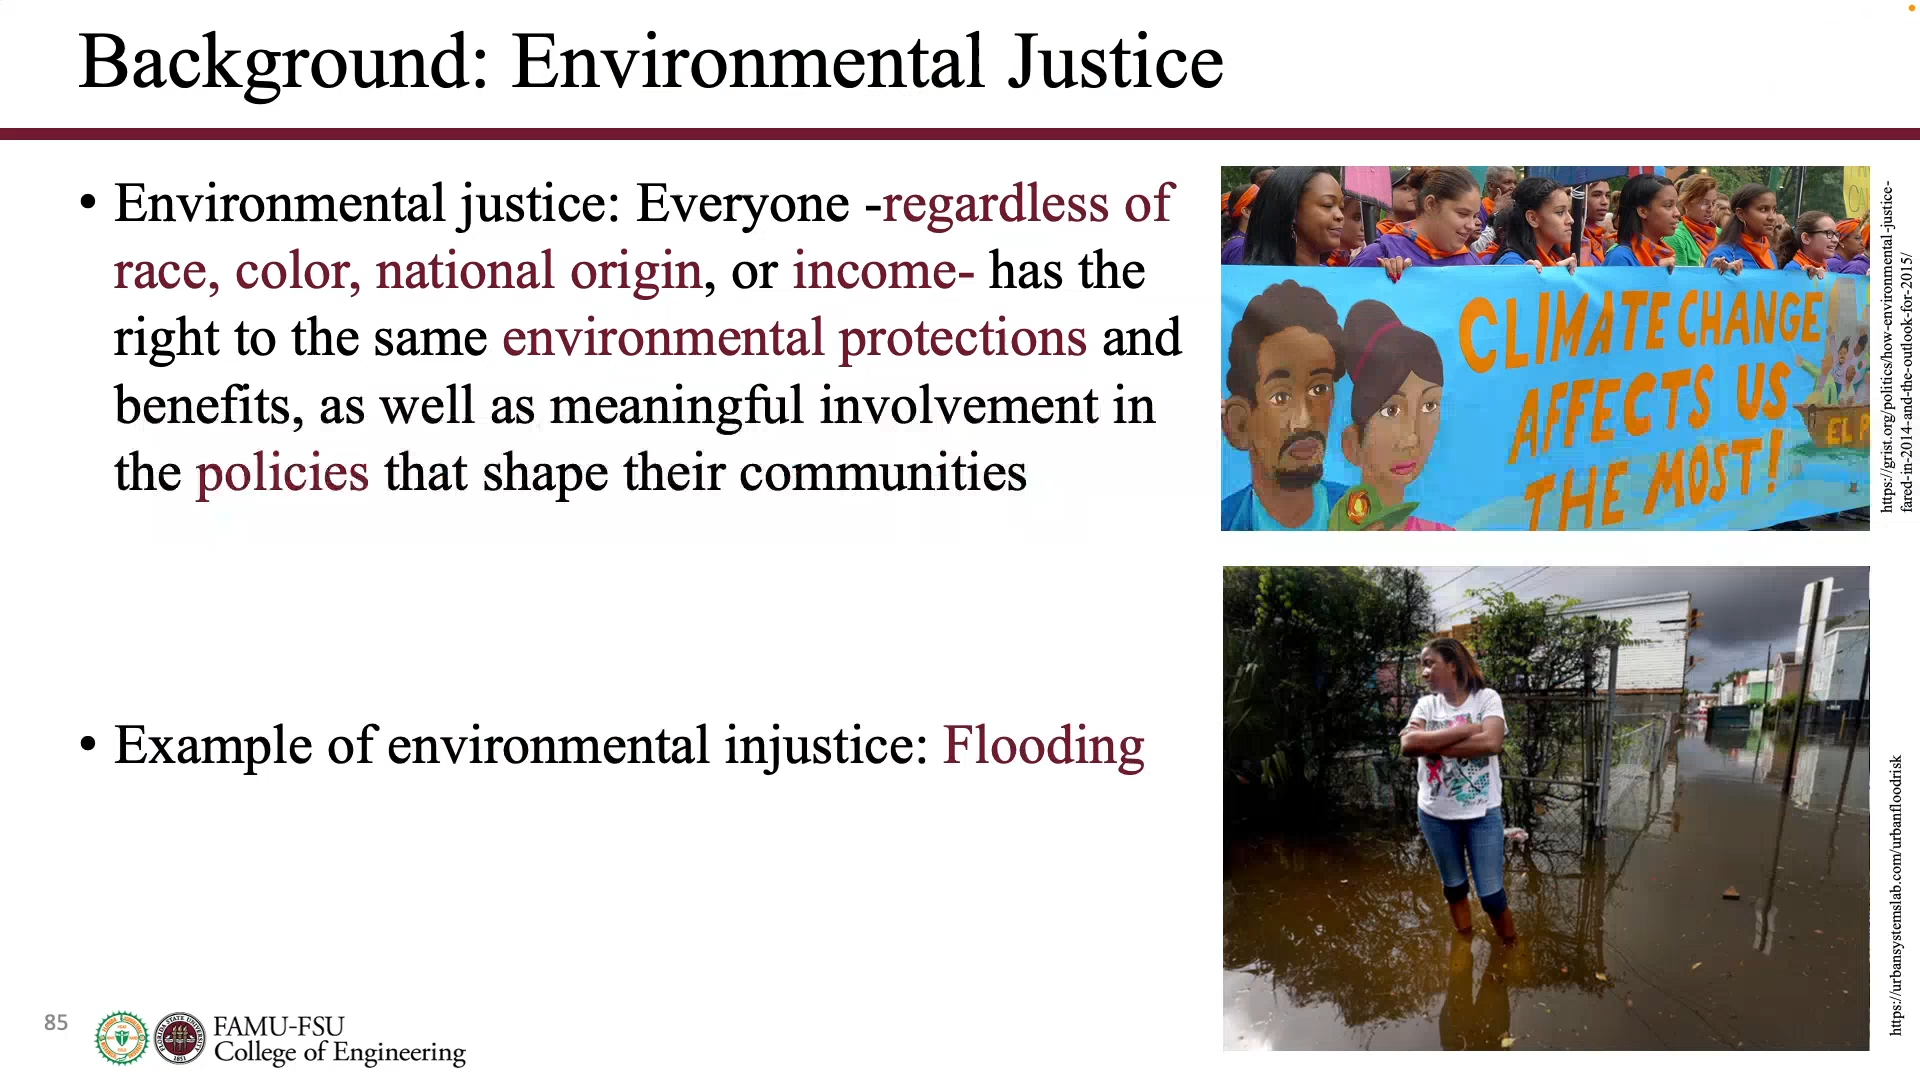 Background: Environmental Justice
• Environmental justice: Everyone -regardless of
race, color, national origin, or income- has the
right to the same environmental protections and
benefits, as well as meaningful involvement in
the policies that shape their communities
• Example of environmental injustice: Flooding
CLIMATE CHANGE
AFFECTS US
THE MOST!
EL P
https://grist.org/politics/how-environmental-justice-
fared-in-2014-and-the-outlook-for-2015/
https://urbansystemslab.com/urbanfloodrisk
85
FAMU-FSU
College of Engineering